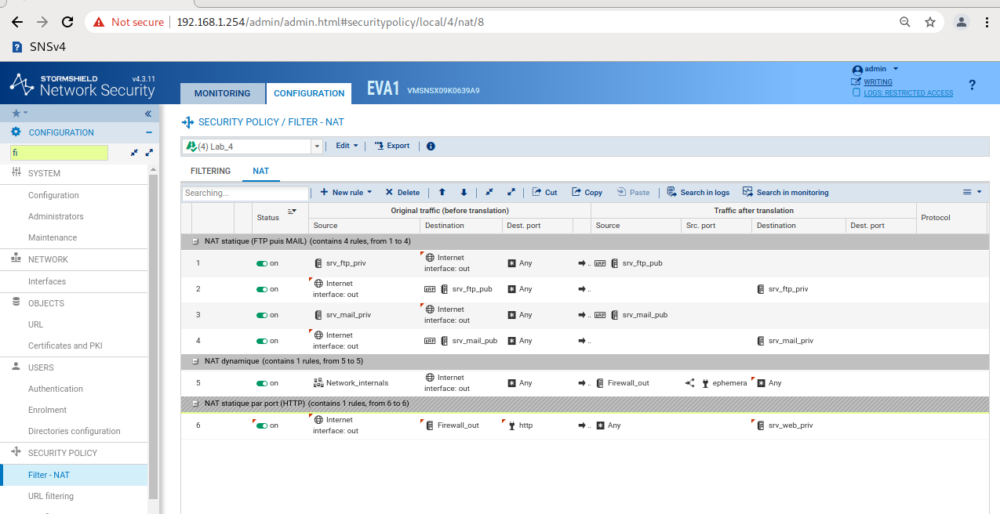 Not secure 192.168.1.254/admin/admin.html#securitypolicy/local/4/nat/8
SNSv4
STORMSHIELD v4.3.11
Network Security
MONITORING CONFIGURATION EVA1 VMSNSX09K0639A9
admin
WRITING
LOGS: RESTRICTED ACCESS
?
CONFIGURATION
fi
SYSTEM
Configuration
Administrators
Maintenance
NETWORK
Interfaces
OBJECTS
URL
Certificates and PKI
USERS
Authentication
Enrolment
Directories configuration
SECURITY POLICY
Filter - NAT
URL filtering
SECURITY POLICY / FILTER - NAT
(4) Lab_4 Edit Export
FILTERING NAT
Searching... New rule Delete Cut Copy Paste Search in logs Search in monitoring
Status Original traffic (before translation) Traffic after translation Protocol
Source Destination Dest. port Source Src. port Destination Dest. port
NAT statique (FTP puis MAIL) (contains 4 rules, from 1 to 4)
1 on srv_ftp_priv Internet interface: out Any ARP srv_ftp_pub
2 on Internet interface: out ARP srv_ftp_pub Any srv_ftp_priv
3 on srv_mail_priv Internet interface: out Any ARP srv_mail_pub
4 on Internet interface: out ARP srv_mail_pub Any srv_mail_priv
NAT dynamique (contains 1 rules, from 5 to 5)
5 on Network_internals Internet interface: out Any Firewall_out ephemera Any
NAT statique par port (HTTP) (contains 1 rules, from 6 to 6)
6 on Internet interface: out Firewall_out http Any srv_web_priv